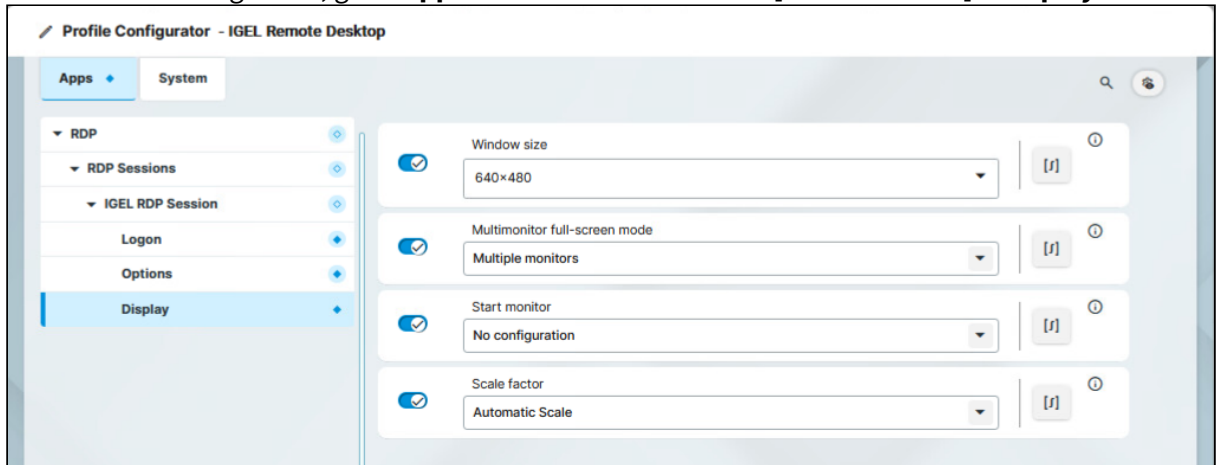 Profile Configurator - IGEL Remote Desktop
Apps
System
RDP
RDP Sessions
IGEL RDP Session
Logon
Options
Display
Window size
640×480
Multimonitor full-screen mode
Multiple monitors
Start monitor
No configuration
Scale factor
Automatic Scale